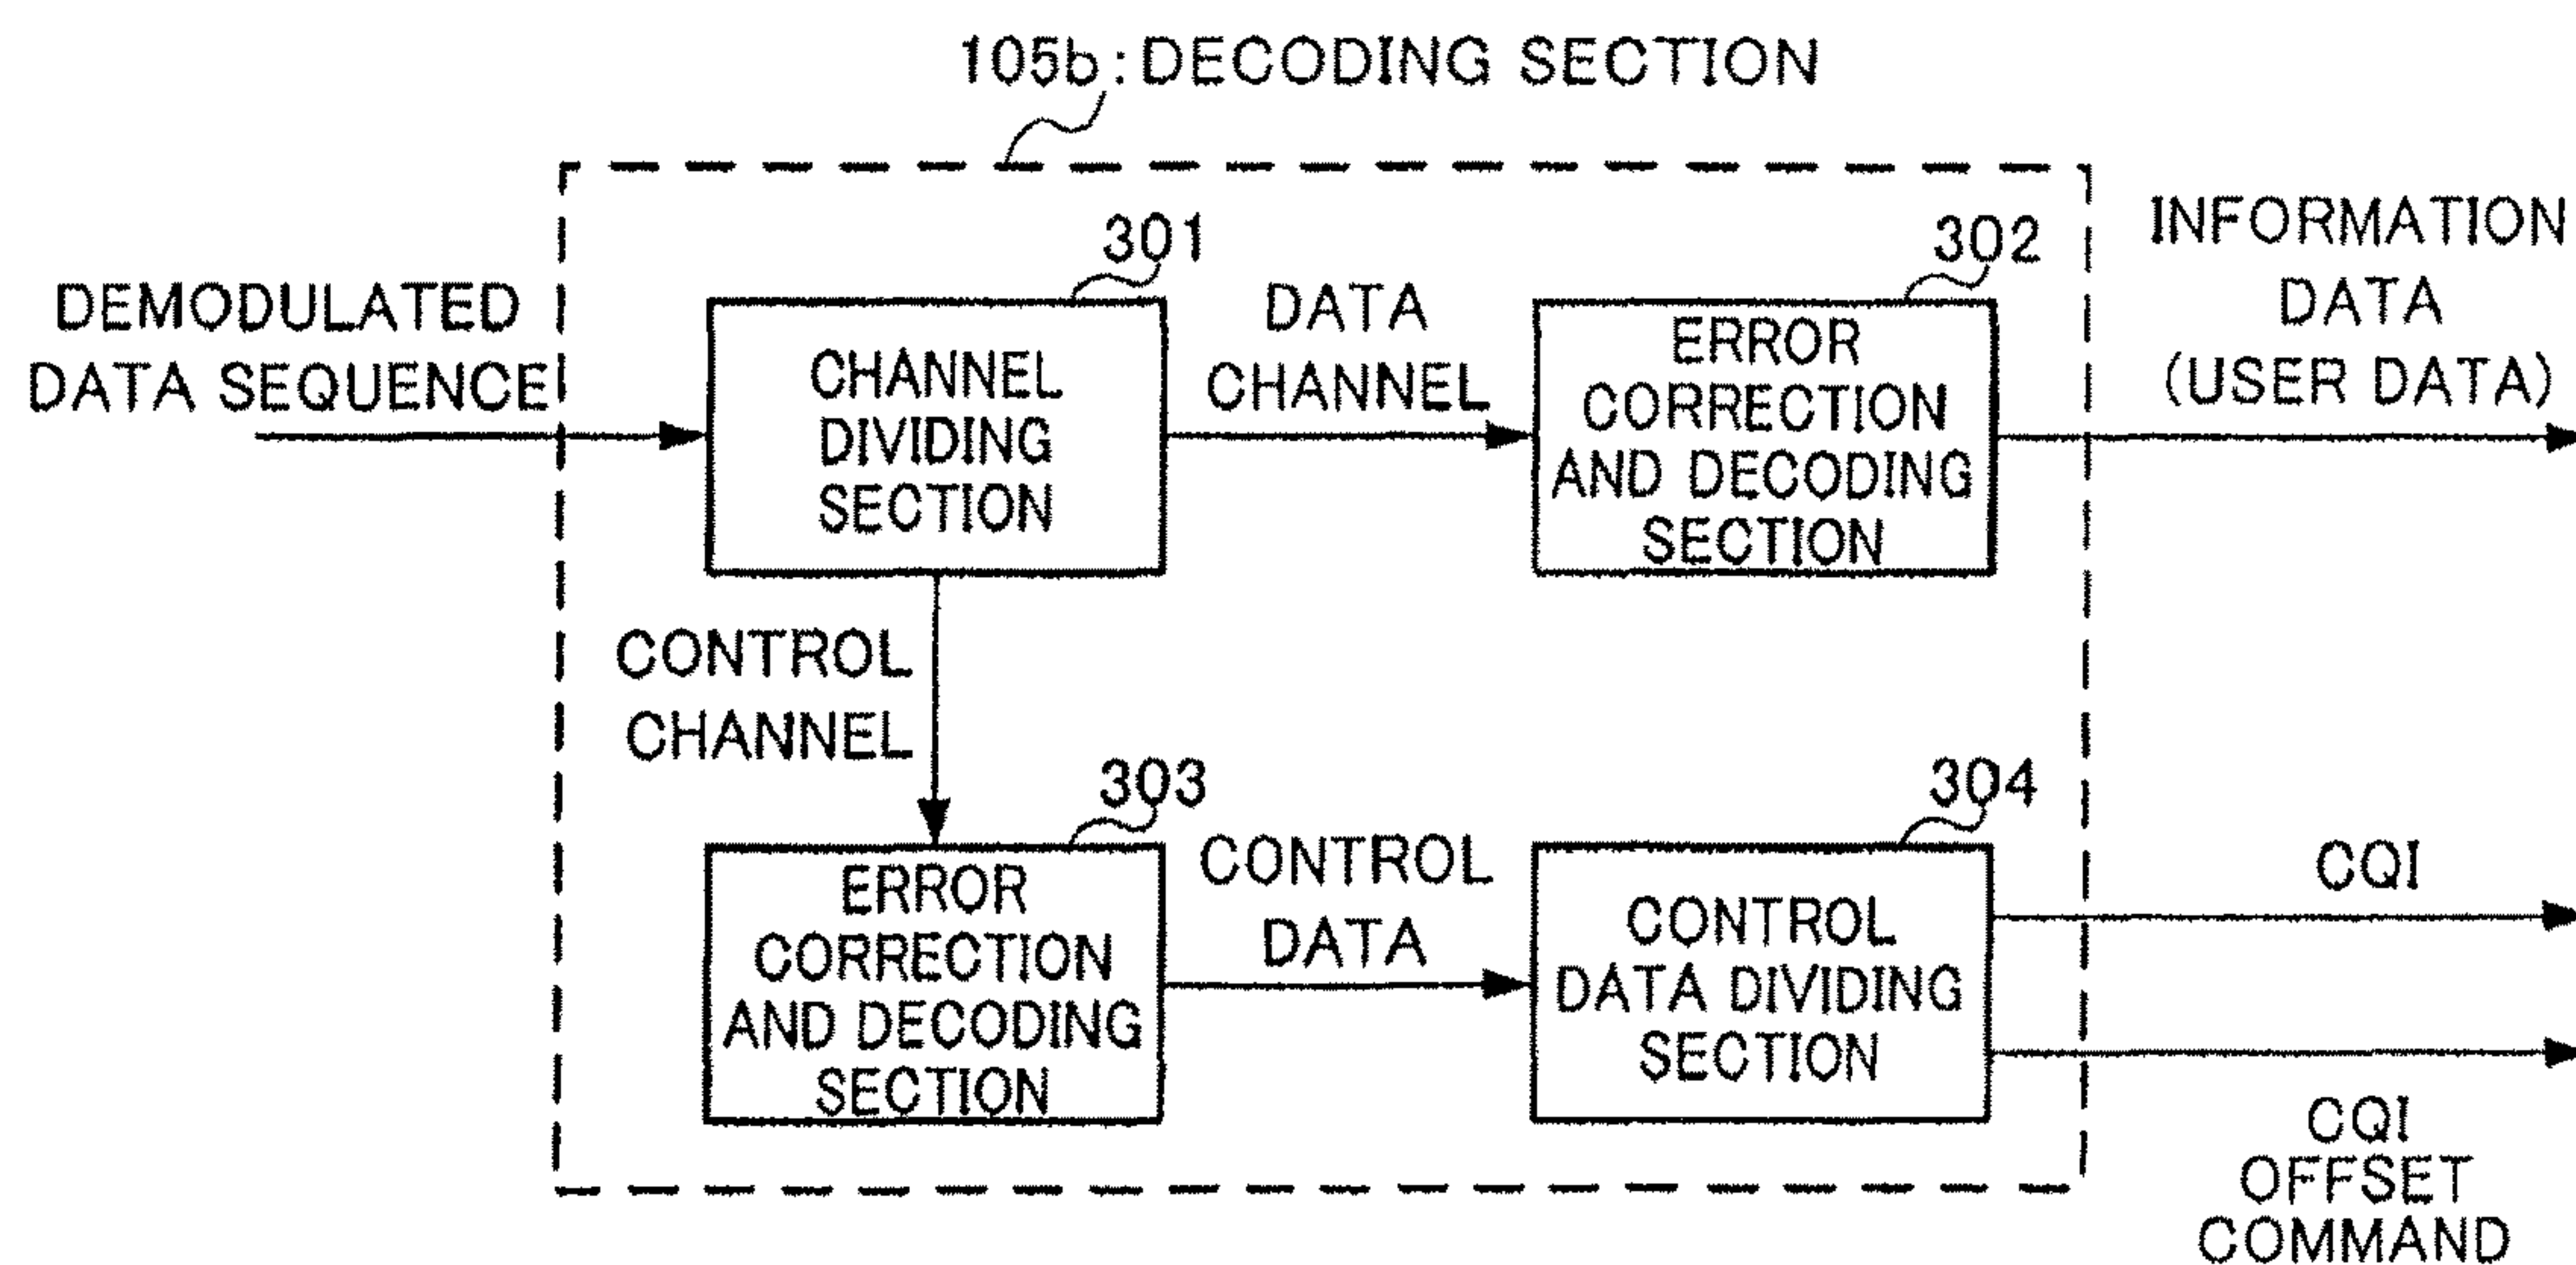 105b:DECODING SECTION
DEMODULATED
DATA SEQUENCE
301
CHANNEL
DIVIDING
SECTION
DATA
CHANNEL
302
ERROR
CORRECTION
AND DECODING
SECTION
INFORMATION
DATA
(USER DATA)
CONTROL
CHANNEL
303
ERROR
CORRECTION
AND DECODING
SECTION
CONTROL
DATA
304
CONTROL
DATA DIVIDING
SECTION
CQI
CQI
OFFSET
COMMAND